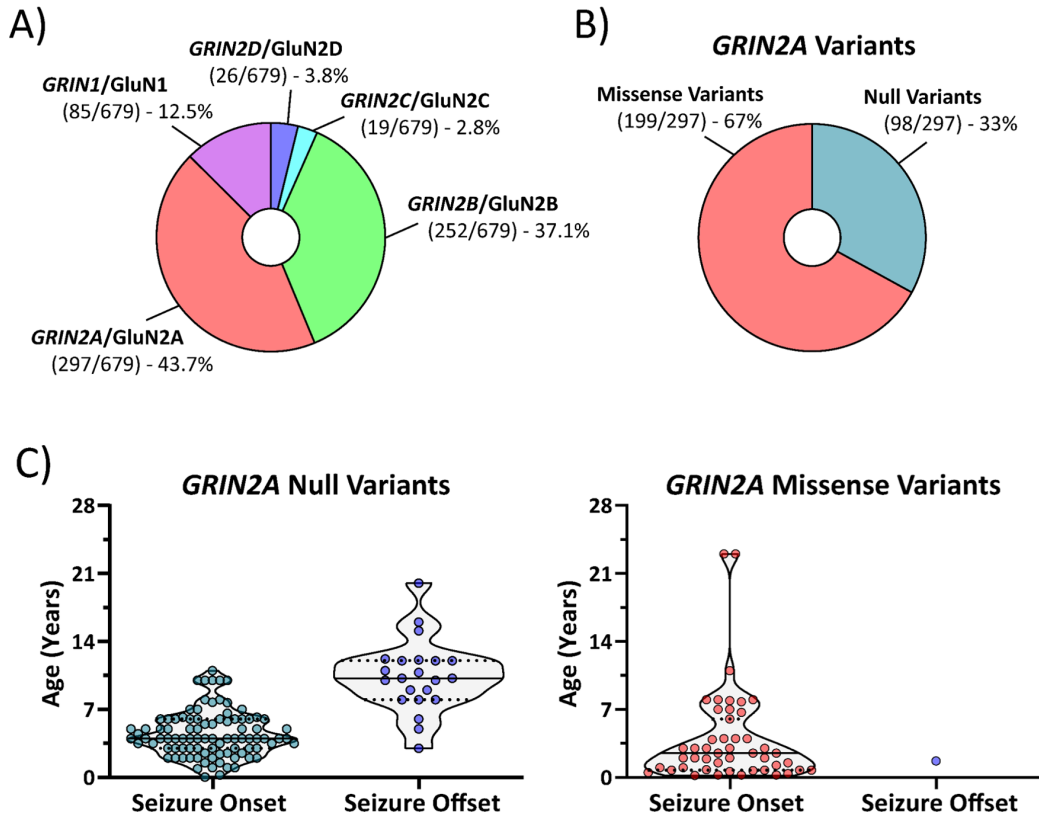 A)
GRIN2D/GluN2D
(26/679) - 3.8%
GRIN1/GluN1
(85/679) - 12.5%
GRIN2C/GluN2C
(19/679) - 2.8%
GRIN2B/GluN2B
(252/679) - 37.1%
GRIN2A/GluN2A
(297/679) - 43.7%
B)
GRIN2A Variants
Missense Variants
(199/297) - 67%
Null Variants
(98/297) - 33%
C)
GRIN2A Null Variants
Age (Years)
28
21
14
7
0
Seizure Onset
Seizure Offset
GRIN2A Missense Variants
Age (Years)
28
21
14
7
0
Seizure Onset
Seizure Offset